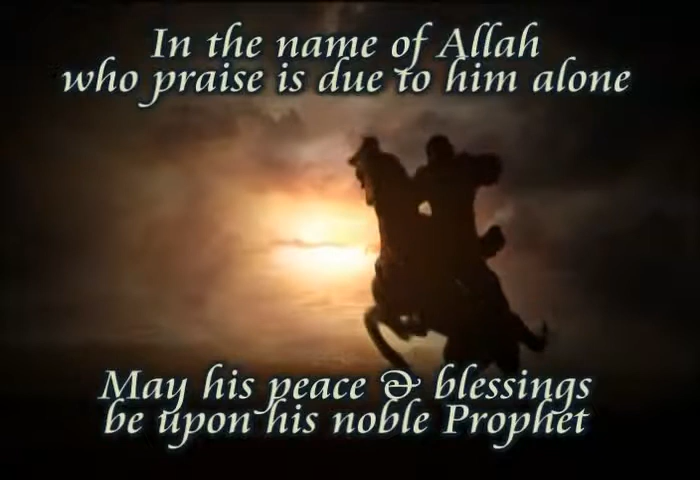 In the name of Allah
who praise is due to him alone
May his peace & blessings
be upon his noble Prophet